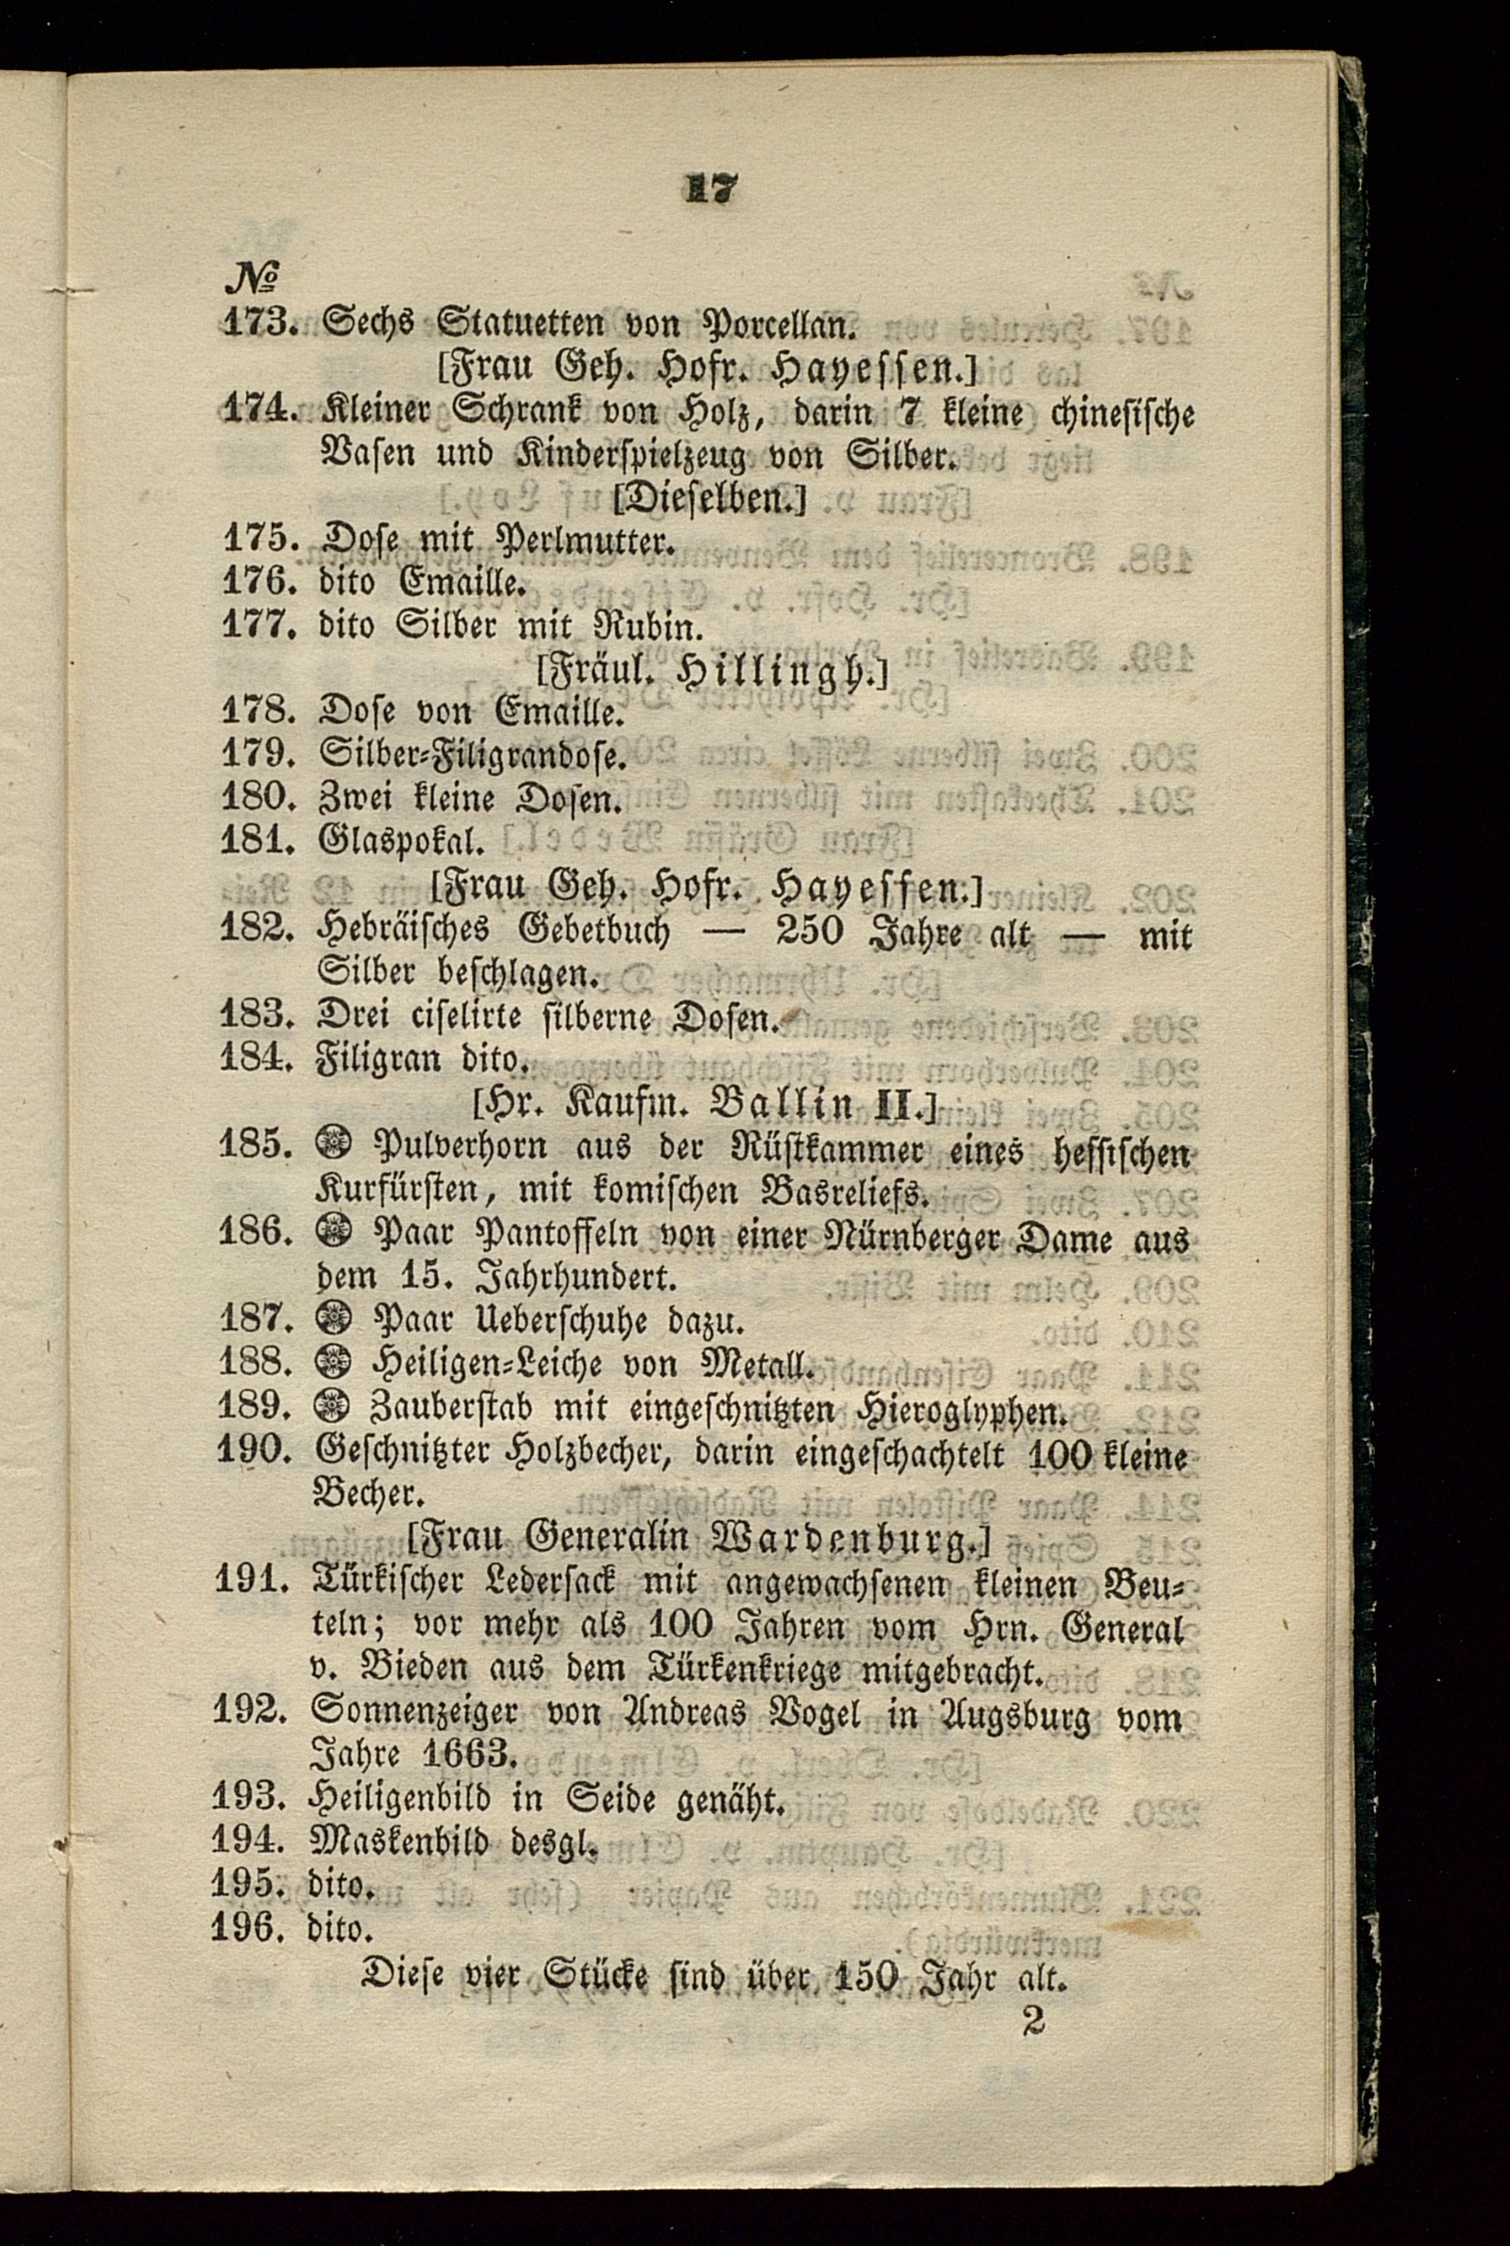 17
№
173. Sechs Statuetten von Porcellan.
[Frau Geh. Hofr. Hayessen.]
174. Kleiner Schrank von Holz, darin 7 kleine chinesische
Vasen und Kinderspielzeug von Silber.
[Dieselben.]
175. Dose mit Perlmutter.
176. dito Emaille.
177. dito Silber mit Rubin.
[Fräul. Hillingh.]
178. Dose von Emaille.
179. Silber-Filigrandose.
180. Zwei kleine Dosen.
181. Glaspokal.
[Frau Geh. Hofr. Hayessen.]
182. Hebräisches Gebetbuch — 250 Jahre alt — mit
Silber beschlagen.
183. Drei ciselirte silberne Dosen.
184. Filigran dito.
[Hr. Kaufm. Ballin II.]
185. ⊛ Pulverhorn aus der Rüstkammer eines hessischen
Kurfürsten, mit komischen Basreliefs.
186. ⊛ Paar Pantoffeln von einer Nürnberger Dame aus
dem 15. Jahrhundert.
187. ⊛ Paar Ueberschuhe dazu.
188. ⊛ Heiligen-Leiche von Metall.
189. ⊛ Zauberstab mit eingeschnitzten Hieroglyphen.
190. Geschnitzter Holzbecher, darin eingeschachtelt 100 kleine
Becher.
[Frau Generalin Wardenburg.]
191. Türkischer Ledersack mit angewachsenen kleinen Beu-
teln; vor mehr als 100 Jahren vom Hrn. General
v. Bieden aus dem Türkenkriege mitgebracht.
192. Sonnenzeiger von Andreas Vogel in Augsburg vom
Jahre 1663.
193. Heiligenbild in Seide genäht.
194. Maskenbild desgl.
195. dito.
196. dito.
Diese vier Stücke sind über 150 Jahr alt.
2